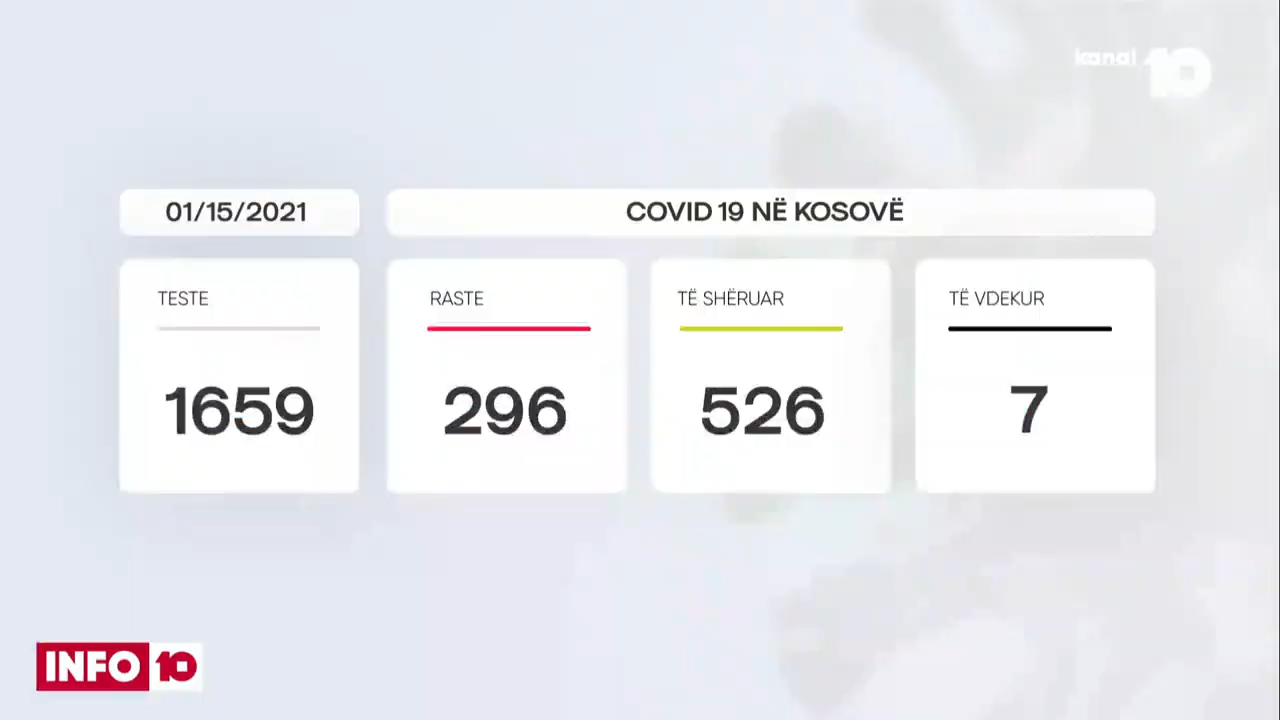 kanal 10
01/15/2021
COVID 19 NË KOSOVË
TESTE
RASTE
TË SHËRUAR
TË VDEKUR
1659
296
526
7
INFO 10